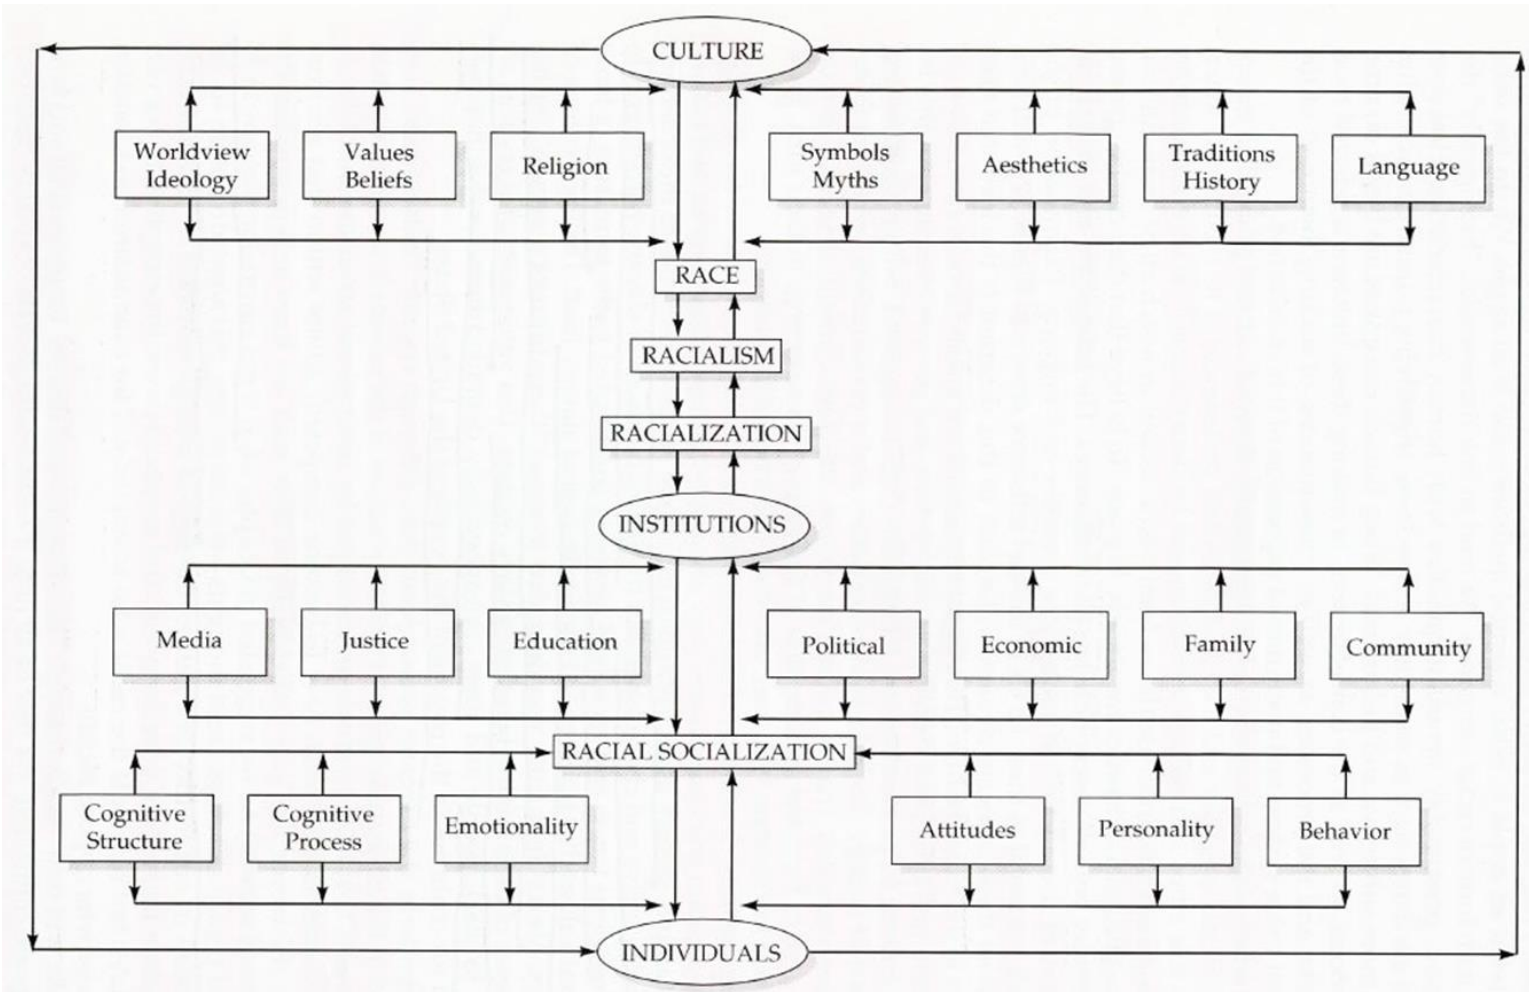 CULTURE
Worldview
Ideology
Values
Beliefs
Religion
Symbols
Myths
Aesthetics
Traditions
History
Language
RACE
RACIALISM
RACIALIZATION
INSTITUTIONS
Media
Justice
Education
Political
Economic
Family
Community
RACIAL SOCIALIZATION
Cognitive
Structure
Cognitive
Process
Emotionality
Attitudes
Personality
Behavior
INDIVIDUALS